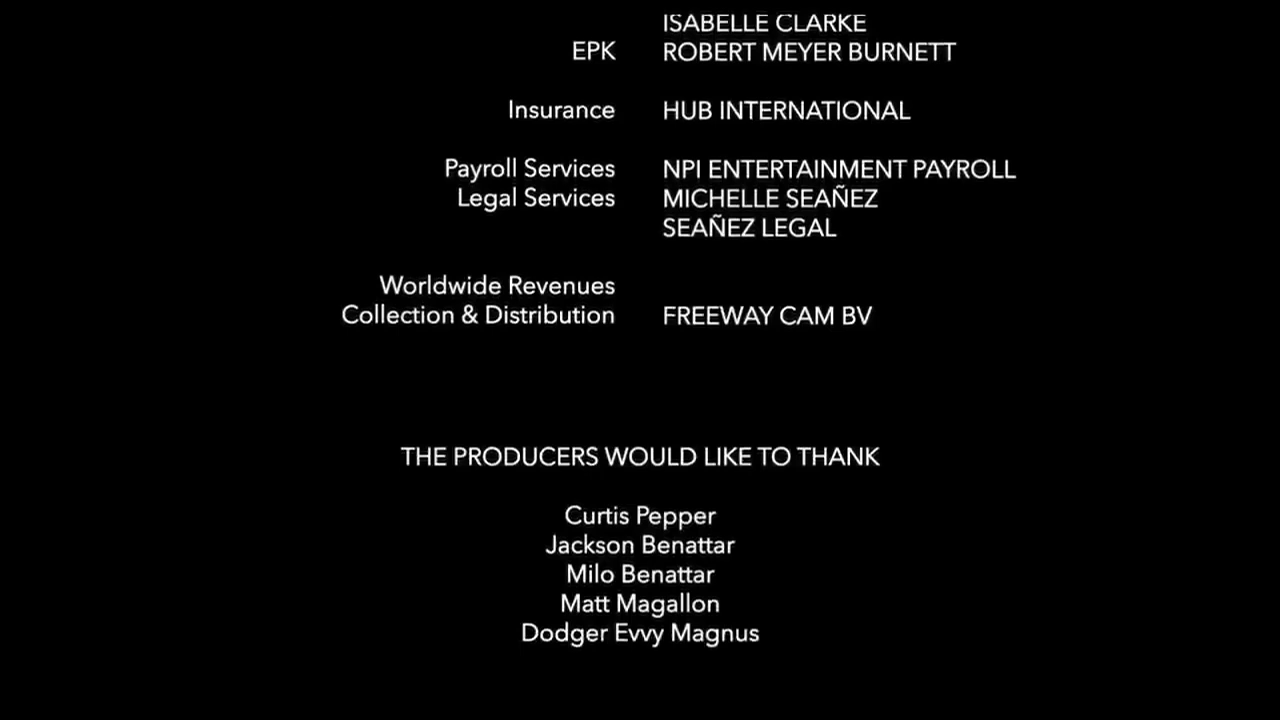 ISABELLE CLARKE
EPK ROBERT MEYER BURNETT
Insurance HUB INTERNATIONAL
Payroll Services NPI ENTERTAINMENT PAYROLL
Legal Services MICHELLE SEAÑEZ
SEAÑEZ LEGAL
Worldwide Revenues
Collection & Distribution FREEWAY CAM BV
THE PRODUCERS WOULD LIKE TO THANK
Curtis Pepper
Jackson Benattar
Milo Benattar
Matt Magallon
Dodger Evvy Magnus